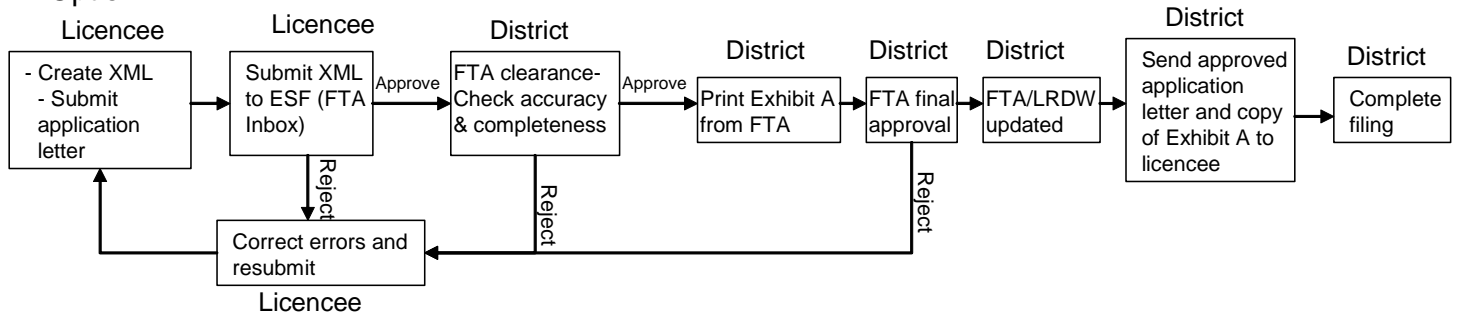 Licencee
- Create XML
- Submit
application
letter
Licencee
Submit XML
to ESF (FTA
Inbox)
Approve
Reject
District
FTA clearance-
Check accuracy
& completeness
Approve
Reject
District
Print Exhibit A
from FTA
District
FTA final
approval
Reject
District
FTA/LRDW
updated
District
Send approved
application
letter and copy
of Exhibit A to
licencee
District
Complete
filing
Correct errors and
resubmit
Licencee